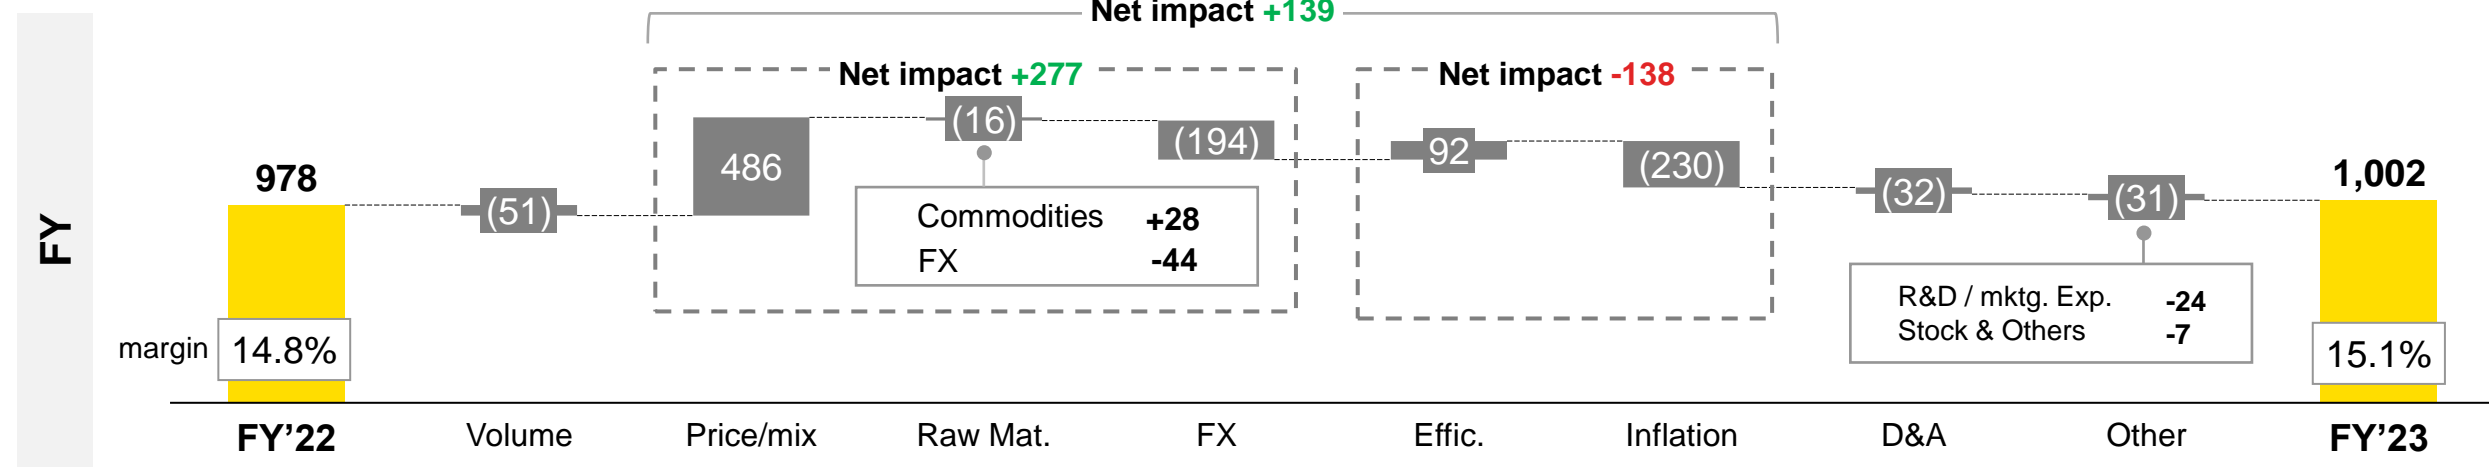 Net impact +139
Net impact +277
Net impact -138
FY
978
(51)
486
(16)
(194)
92
(230)
(32)
(31)
1,002
Commodities +28
FX -44
R&D / mktg. Exp. -24
Stock & Others -7
margin 14.8%
15.1%
FY’22 Volume Price/mix Raw Mat. FX Effic. Inflation D&A Other FY’23